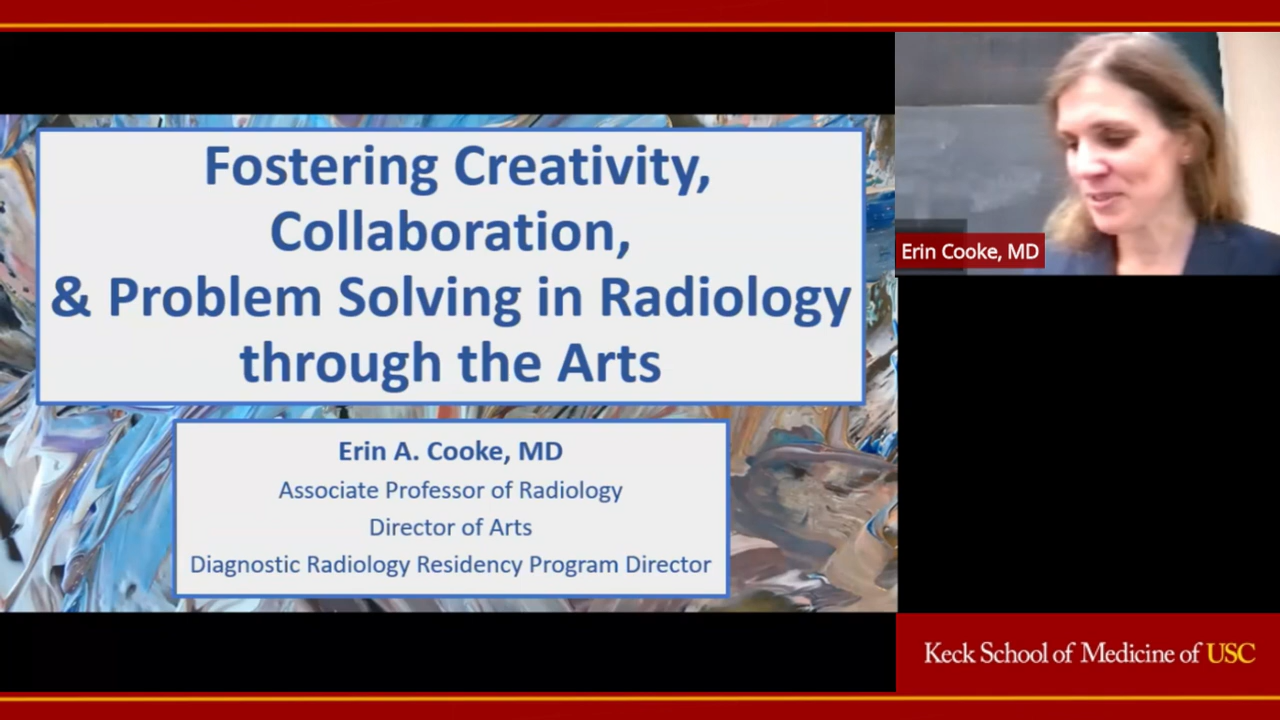 Fostering Creativity,
Collaboration,
& Problem Solving in Radiology
through the Arts
Erin A. Cooke, MD
Associate Professor of Radiology
Director of Arts
Diagnostic Radiology Residency Program Director
Erin Cooke, MD
Keck School of Medicine of USC